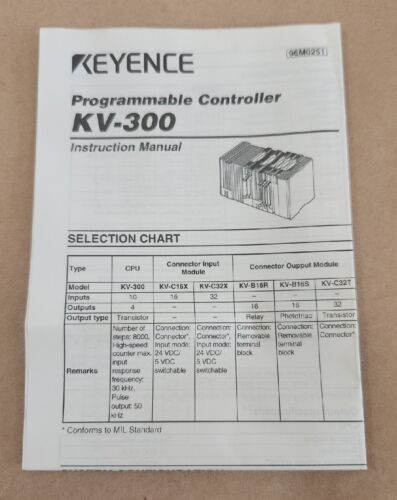 KEYENCE
96M0251
Programmable Controller
KV-300
Instruction Manual
SELECTION CHART
Type CPU Connector Input Module Connector Oupput Module
Model KV-300 KV-C16X KV-C32X KV-B16R KV-B16S KV-C32T
Inputs 10 16 32 – – –
Outputs 4 – – 16 16 32
Output type Transistor – – Relay Phototriac Transistor
Remarks Number of steps: 8000, High-speed counter max. input response frequency: 30 kHz, Pulse output: 50 kHz Connection: Connector*, Input mode: 24 VDC/ 5 VDC switchable Connection: Connector*, Input mode: 24 VDC/ 5 VDC switchable Connection: Removable terminal block Connection: Removable terminal block Connection: Connector*
* Conforms to MIL Standard